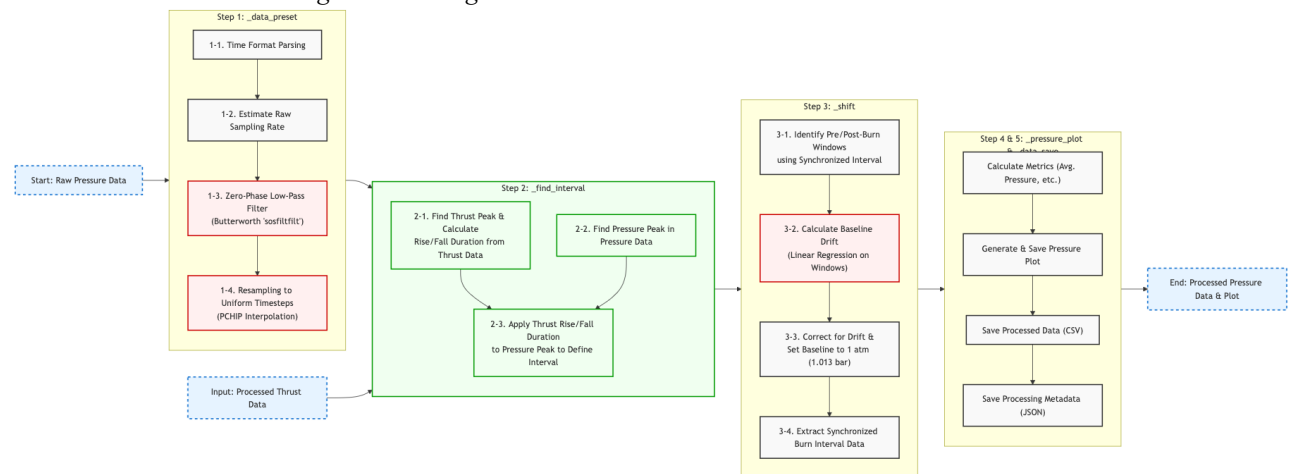 Step 1: _data_preset
1-1. Time Format Parsing
1-2. Estimate Raw
Sampling Rate
1-3. Zero-Phase Low-Pass
Filter
(Butterworth 'sosfiltfilt')
1-4. Resampling to
Uniform Timesteps
(PCHIP Interpolation)
Start: Raw Pressure Data
Input: Processed Thrust
Data
Step 2: _find_interval
2-1. Find Thrust Peak &
Calculate
Rise/Fall Duration from
Thrust Data
2-2. Find Pressure Peak in
Pressure Data
2-3. Apply Thrust Rise/Fall
Duration
to Pressure Peak to Define
Interval
Step 3: _shift
3-1. Identify Pre/Post-Burn
Windows
using Synchronized Interval
3-2. Calculate Baseline
Drift
(Linear Regression on
Windows)
3-3. Correct for Drift &
Set Baseline to 1 atm
(1.013 bar)
3-4. Extract Synchronized
Burn Interval Data
Step 4 & 5: _pressure_plot
& _data_save
Calculate Metrics (Avg.
Pressure, etc.)
Generate & Save Pressure
Plot
Save Processed Data (CSV)
Save Processing Metadata
(JSON)
End: Processed Pressure
Data & Plot